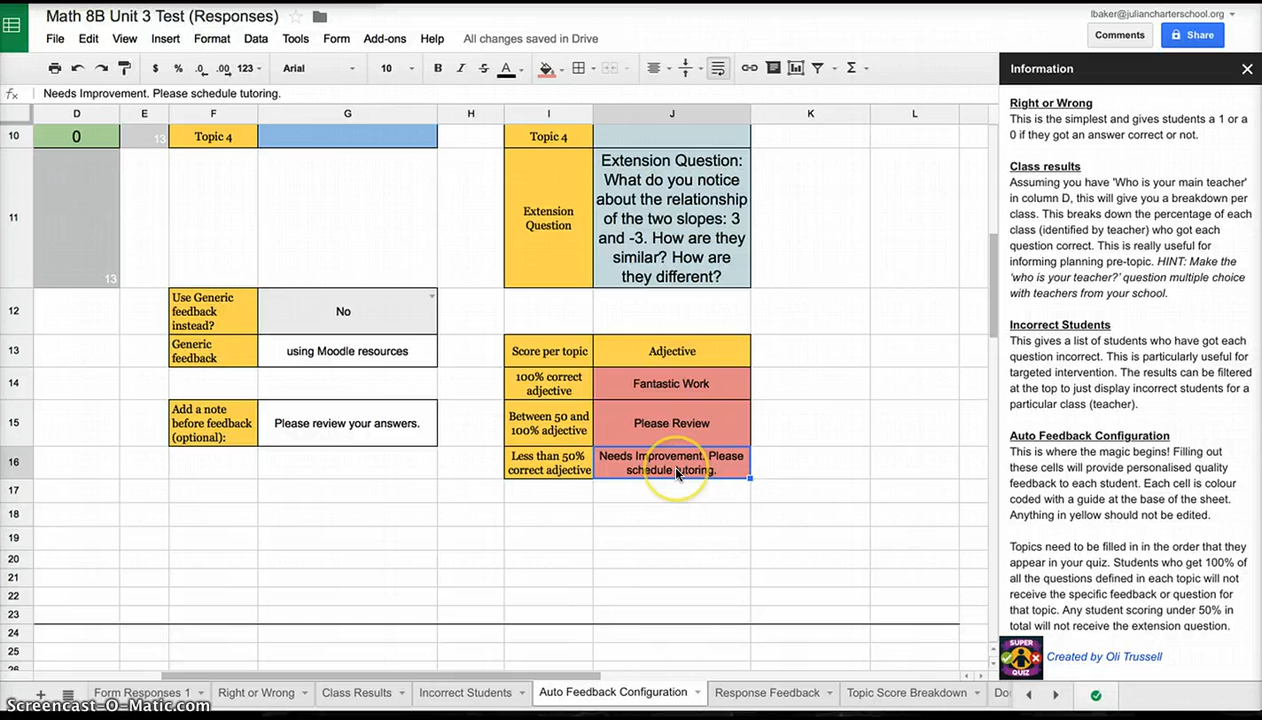 Math 8B Unit 3 Test (Responses)
lbaker@juliancharterschool.org
File Edit View Insert Format Data Tools Form Add-ons Help All changes saved in Drive
Comments
Share
$ % .0 .00 123 Arial 10 B I S A Σ
fx Needs Improvement. Please schedule tutoring.
D E F G H I J K L
10 0 13 Topic 4 Topic 4
11 13
Extension
Question
Extension Question:
What do you notice
about the relationship
of the two slopes: 3
and -3. How are they
similar? How are
they different?
12
Use Generic
feedback
instead?
No
13
Generic
feedback
using Moodle resources
Score per topic Adjective
14
100% correct
adjective
Fantastic Work
15
Add a note
before feedback
(optional):
Please review your answers.
Between 50 and
100% adjective
Please Review
16
Less than 50%
correct adjective
Needs Improvement. Please
schedule tutoring.
17
18
19
20
21
22
23
24
25
26
Information
Right or Wrong
This is the simplest and gives students a 1 or a
0 if they got an answer correct or not.
Class results
Assuming you have 'Who is your main teacher'
in column D, this will give you a breakdown per
class. This breaks down the percentage of each
class (identified by teacher) who got each
question correct. This is really useful for
informing planning pre-topic. HINT: Make the
'who is your teacher?' question multiple choice
with teachers from your school.
Incorrect Students
This gives a list of students who have got each
question incorrect. This is particularly useful for
targeted intervention. The results can be filtered
at the top to just display incorrect students for a
particular class (teacher).
Auto Feedback Configuration
This is where the magic begins! Filling out
these cells will provide personalised quality
feedback to each student. Each cell is colour
coded with a guide at the base of the sheet.
Anything in yellow should not be edited.
Topics need to be filled in in the order that they
appear in your quiz. Students who get 100% of
all the questions defined in each topic will not
receive the specific feedback or question for
that topic. Any student scoring under 50% in
total will not receive the extension question.
SUPER
QUIZ
Created by Oli Trussell
Form Responses 1 Right or Wrong Class Results Incorrect Students Auto Feedback Configuration Response Feedback Topic Score Breakdown Do
Screencast-O-Matic.com